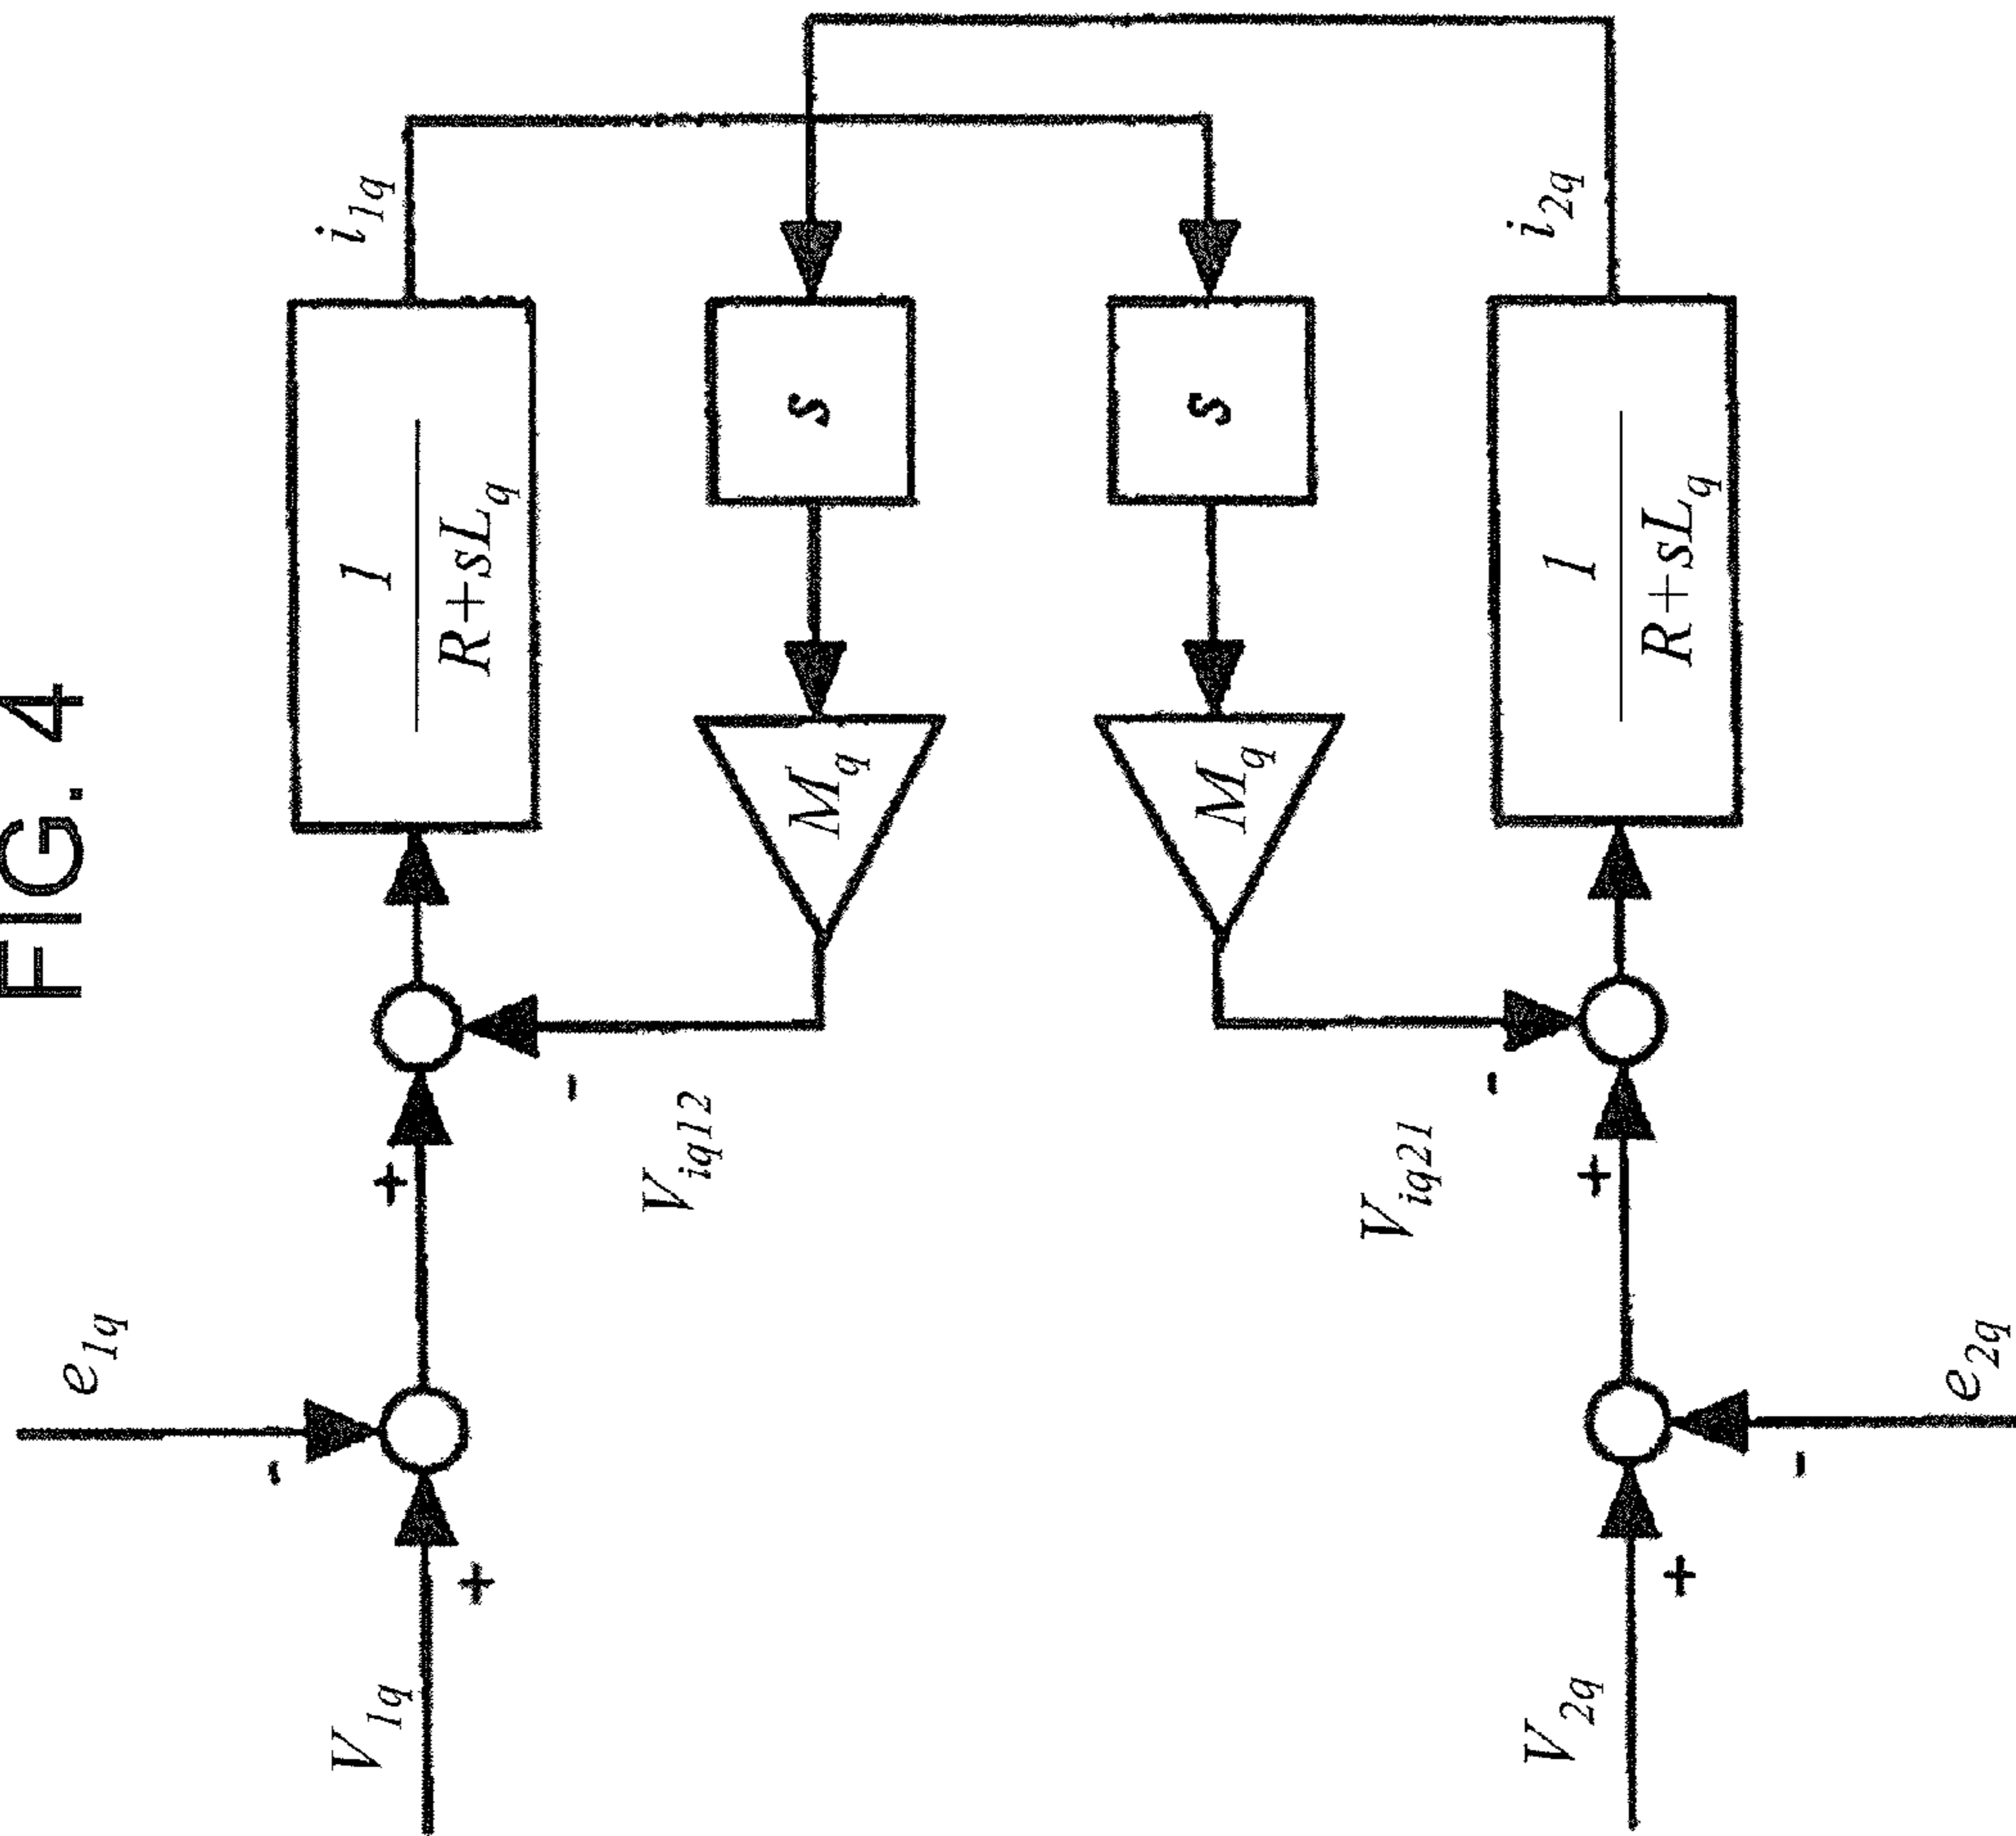 FIG. 4
e1q
V1q
+
-
+
-
Viq12
1
R+sLq
i1q
Mq
s
Mq
s
Viq21
-
V2q
+
-
+
1
R+sLq
i2q
e2q